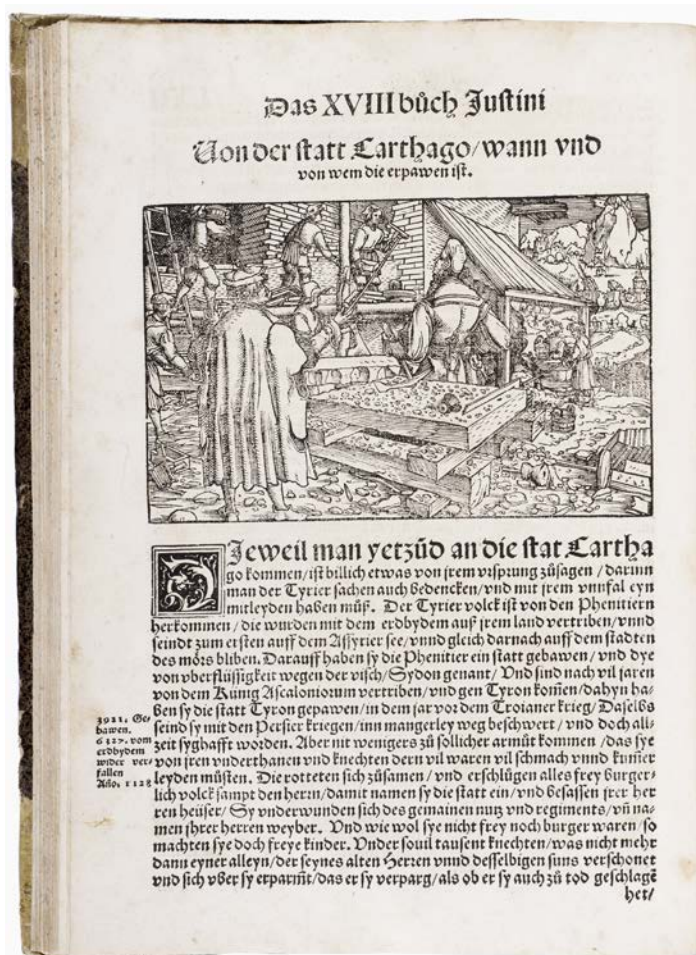 Das XVIII bůch Justini
Von der statt Carthago/wann vnd
von wem die erpawen ist.
DJeweil man yetzůd an die stat Cartha
go kommen/ist billich etwas von jrem vrsprung zůsagen/darinn
man der Tyrier sachen auch bedencken/vnd mit jrem vnnfal eyn
mitleyden haben můß. Der Tyrier volck ist von den Phenitiern
herkommen/die wurden mit dem erdbydem auß jrem land vertriben/vnnd
seindt zum ersten auff dem Assyrier see/vnnd gleich darnach auff dem stadten
des mörs bliben. Darauff haben sy die Phenitier ein statt gebawen/vnd dye
von vberflüssigkeit wegen der visch/Sydon genant/Vnd sind nach vil jaren
von dem Künig Ascaloniorum vertriben/vnd gen Tyron komen/dahyn ha-
ben sy die statt Tyron gepawen/in dem jar vor dem Troianer krieg/Daselbs
seind sy mit den Persier kriegen/inn mangerley weg beschwert/vnd doch all-
zeit syghafft worden. Aber mit wenigers zů sollicher armůt kommen/das sye
von jren vnderthanen vnd knechten dern vil waren vil schmach vnnd kummer
leyden müsten. Die rotteten sich zůsamen/vnd erschlůgen alles frey burger-
lich volck sampt den herrn/damit namen sy die statt ein/vnd besassen jrer her
ren heüser/Sy vnderwunden sich des gemainen nutz vnd regiments/vñ na-
men jhrer herren weyber. Vnd wie wol sye nicht frey noch burger waren/so
machten sye doch freye kinder. Vnder souil tausent knechten/was nicht mehr
dann eyner alleyn/der seynes alten Herren vnnd desselbigen suns verschonet
vnd sich vber sy erparmt/das er sy verparg/als ob er sy auch zů tod geschlagē
het/
3921. Ge-
bawen.
vom
erdbydem
wider ver-
fallen
Año. 1128